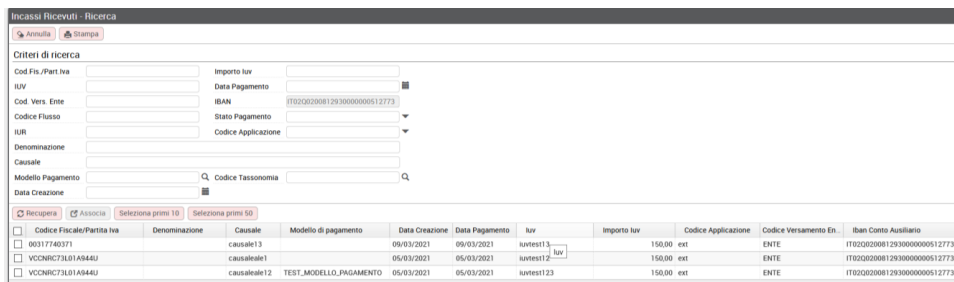 Incassi Ricevuti - Ricerca
Annulla Stampa
Criteri di ricerca
Cod.Fis./Part.Iva Importo Iuv
IUV Data Pagamento
Cod. Vers. Ente IBAN IT02Q0200812930000000512773
Codice Flusso Stato Pagamento
IUR Codice Applicazione
Denominazione
Causale
Modello Pagamento Codice Tassonomia
Data Creazione
Recupera Associa Seleziona primi 10 Seleziona primi 50
Codice Fiscale/Partita Iva Denominazione Causale Modello di pagamento Data Creazione Data Pagamento Iuv Importo Iuv Codice Applicazione Codice Versamento En... Iban Conto Ausiliario
00317740371 causale13 09/03/2021 09/03/2021 iuvtest13 150,00 ext ENTE IT02Q0200812930000000512773
Iuv
VCCNRC73L01A944U causaleale1 05/03/2021 05/03/2021 iuvtest12 150,00 ext ENTE IT02Q0200812930000000512773
VCCNRC73L01A944U causaleale12 TEST_MODELLO_PAGAMENTO 05/03/2021 05/03/2021 iuvtest123 150,00 ext ENTE IT02Q0200812930000000512773